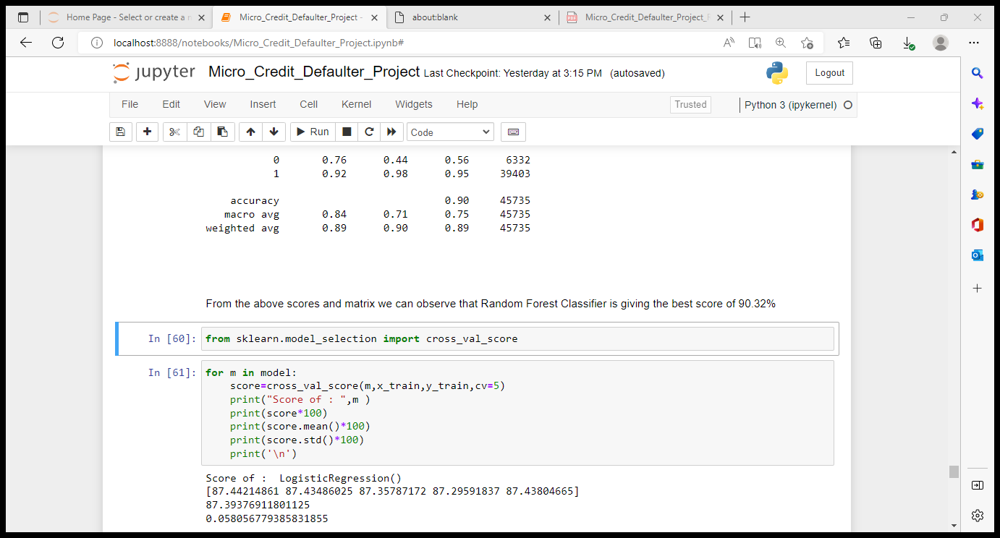 Home Page - Select or create a n
Micro_Credit_Defaulter_Project -
about:blank
Micro_Credit_Defaulter_Project_F
localhost:8888/notebooks/Micro_Credit_Defaulter_Project.ipynb#
jupyter Micro_Credit_Defaulter_Project Last Checkpoint: Yesterday at 3:15 PM (autosaved)
Logout
File Edit View Insert Cell Kernel Widgets Help
Trusted
Python 3 (ipykernel)
Run
Code
0 0.76 0.44 0.56 6332
1 0.92 0.98 0.95 39403
accuracy 0.90 45735
macro avg 0.84 0.71 0.75 45735
weighted avg 0.89 0.90 0.89 45735
From the above scores and matrix we can observe that Random Forest Classifier is giving the best score of 90.32%
In [60]: from sklearn.model_selection import cross_val_score
In [61]: for m in model:
score=cross_val_score(m,x_train,y_train,cv=5)
print("Score of : ",m )
print(score*100)
print(score.mean()*100)
print(score.std()*100)
print('\n')
Score of :  LogisticRegression()
[87.44214861 87.43486025 87.35787172 87.29591837 87.43804665]
87.39376911801125
0.058056779385831855